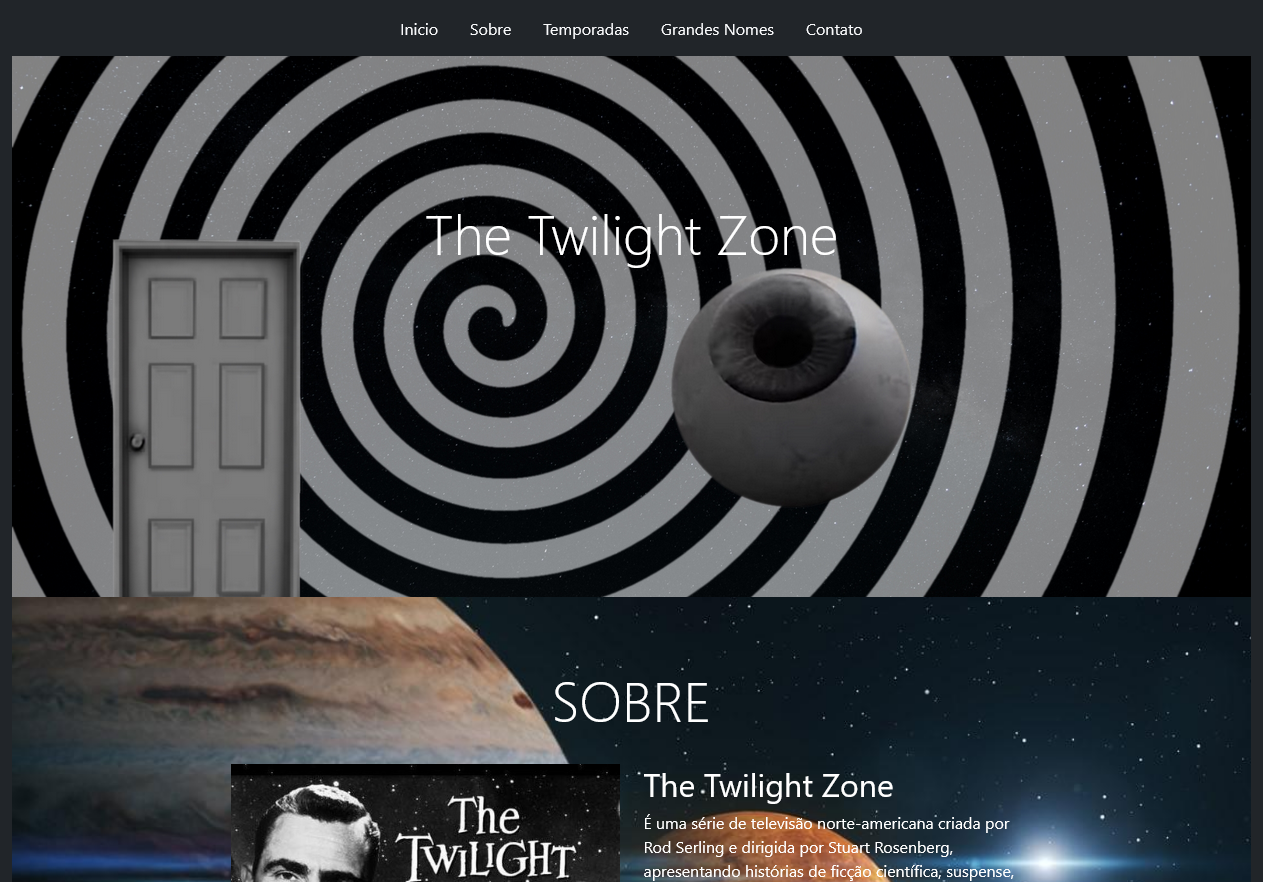 Inicio Sobre Temporadas Grandes Nomes Contato
The Twilight Zone
SOBRE
The
TWILIGHT
The Twilight Zone
É uma série de televisão norte-americana criada por
Rod Serling e dirigida por Stuart Rosenberg,
apresentando histórias de ficção científica, suspense,